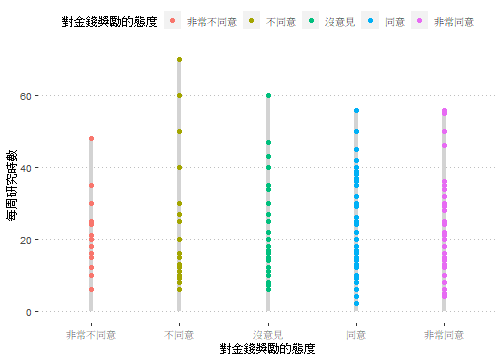 對金錢獎勵的態度 非常不同意 不同意 沒意見 同意 非常同意
60
40
20
0
每周研究時數
非常不同意 不同意 沒意見 同意 非常同意
對金錢獎勵的態度